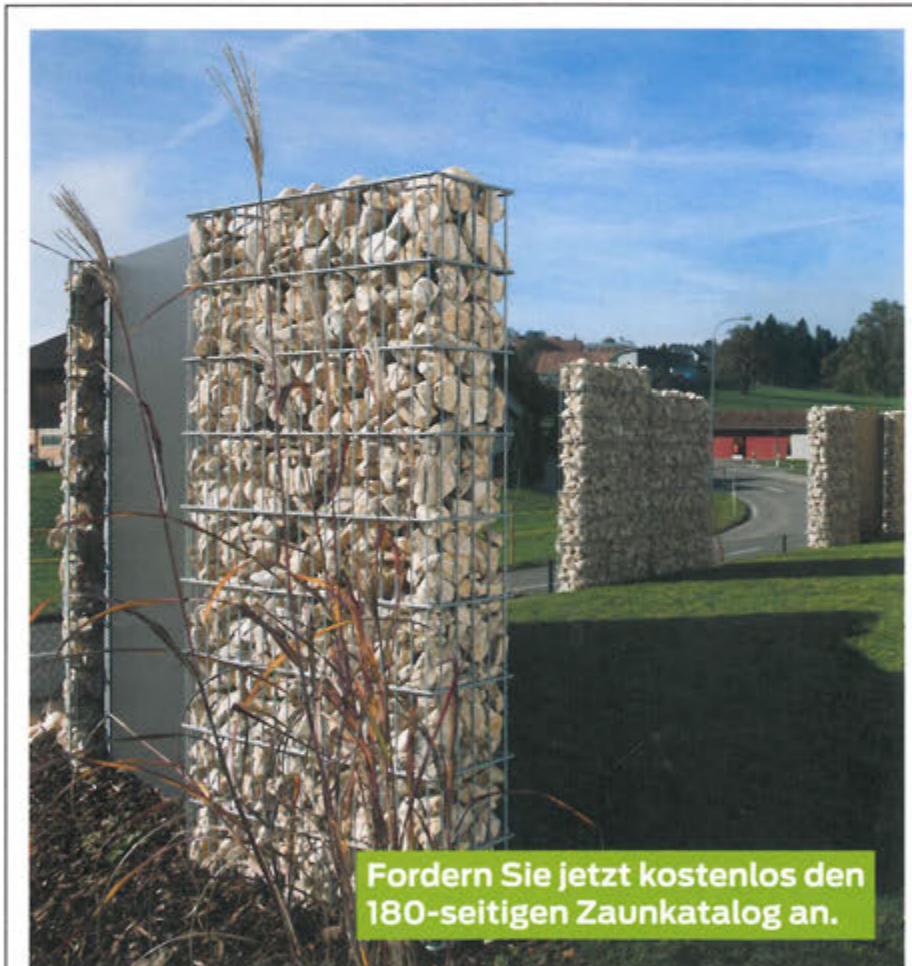 Fordern Sie jetzt kostenlos den
180-seitigen Zaunkatalog an.